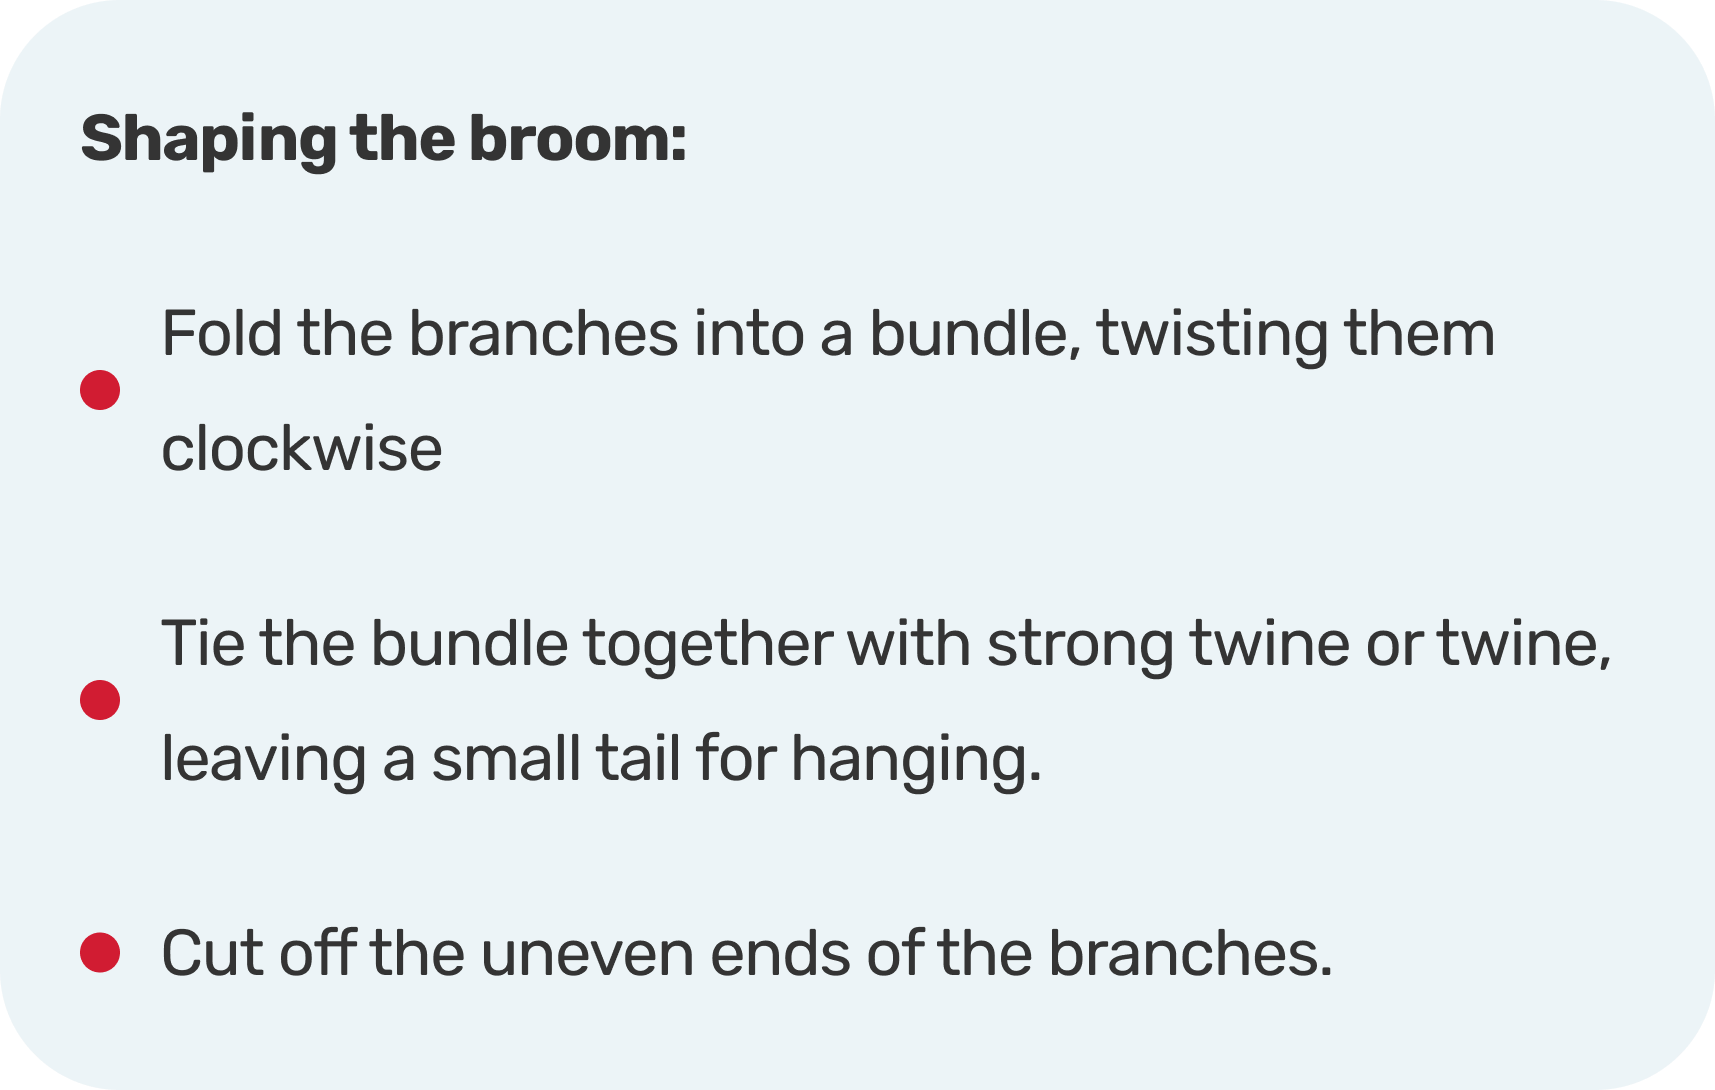 Shaping the broom:
Fold the branches into a bundle, twisting them
clockwise
Tie the bundle together with strong twine or twine,
leaving a small tail for hanging.
Cut off the uneven ends of the branches.